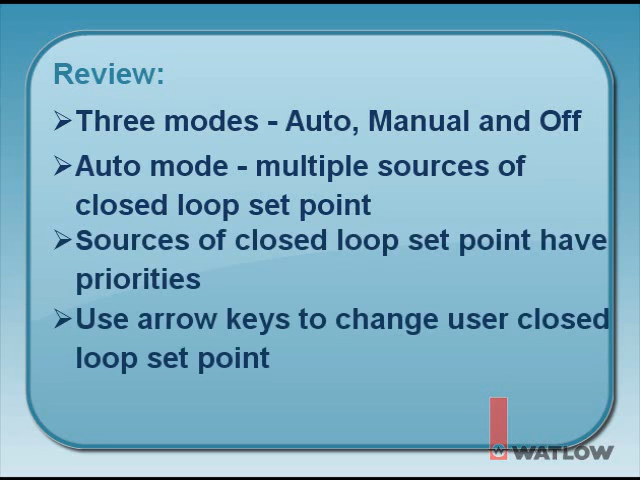 Review:
➢Three modes - Auto, Manual and Off
➢Auto mode - multiple sources of
closed loop set point
➢Sources of closed loop set point have
priorities
➢Use arrow keys to change user closed
loop set point
WATLOW